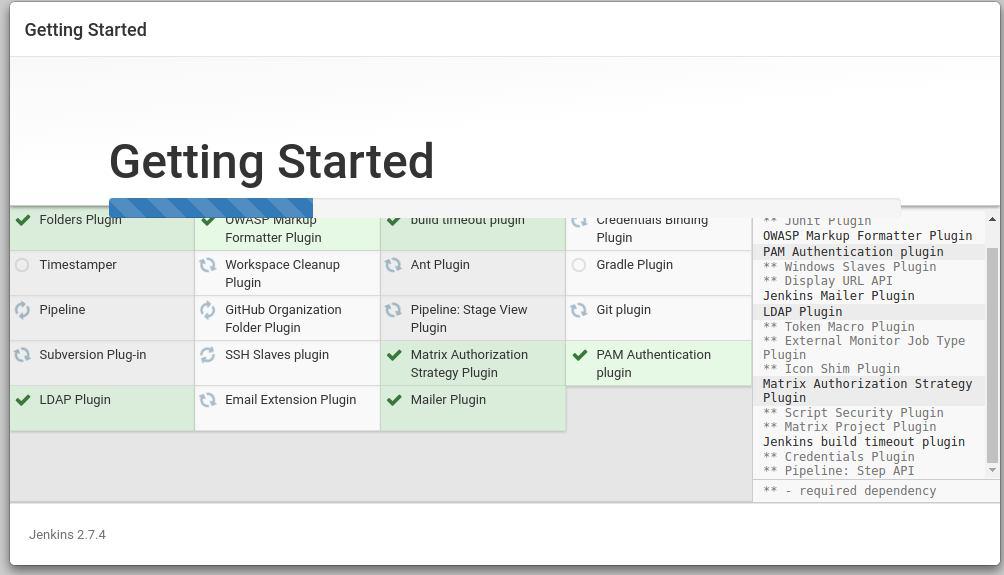 Getting Started
Getting Started
Folders Plugin
OWASP Markup
Formatter Plugin
build timeout plugin
Credentials Binding
Plugin
Timestamper
Workspace Cleanup
Plugin
Ant Plugin
Gradle Plugin
Pipeline
GitHub Organization
Folder Plugin
Pipeline: Stage View
Plugin
Git plugin
Subversion Plug-in
SSH Slaves plugin
Matrix Authorization
Strategy Plugin
PAM Authentication
plugin
LDAP Plugin
Email Extension Plugin
Mailer Plugin
** JUnit Plugin
OWASP Markup Formatter Plugin
PAM Authentication plugin
** Windows Slaves Plugin
** Display URL API
Jenkins Mailer Plugin
LDAP Plugin
** Token Macro Plugin
** External Monitor Job Type
Plugin
** Icon Shim Plugin
Matrix Authorization Strategy
Plugin
** Script Security Plugin
** Matrix Project Plugin
Jenkins build timeout plugin
** Credentials Plugin
** Pipeline: Step API
** - required dependency
Jenkins 2.7.4